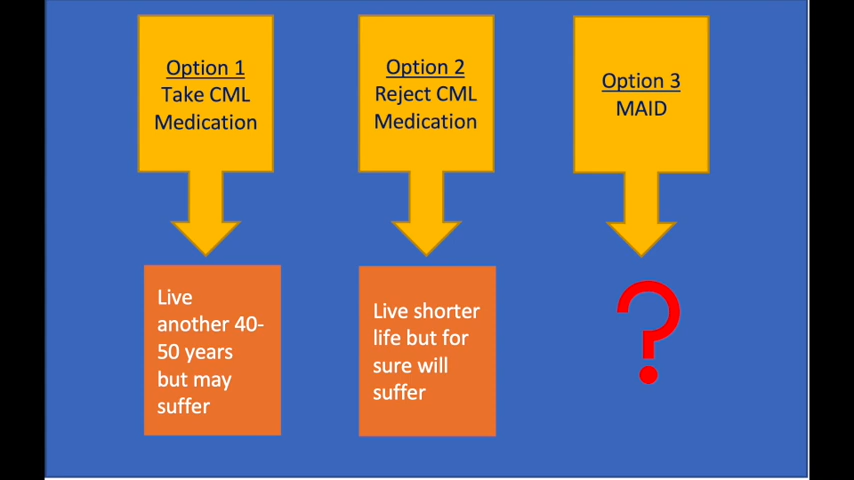 Option 1
Take CML
Medication
Option 2
Reject CML
Medication
Option 3
MAID
Live
another 40-
50 years
but may
suffer
Live shorter
life but for
sure will
suffer
?